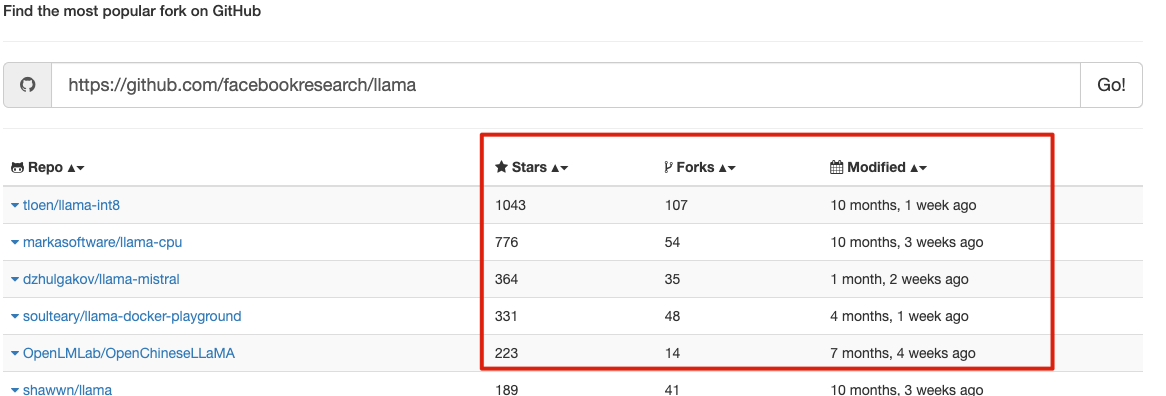 Find the most popular fork on GitHub
https://github.com/facebookresearch/llama Go!
Repo ▲▼ Stars ▲▼ Forks ▲▼ Modified ▲▼
tloen/llama-int8 1043 107 10 months, 1 week ago
markasoftware/llama-cpu 776 54 10 months, 3 weeks ago
dzhulgakov/llama-mistral 364 35 1 month, 2 weeks ago
soulteary/llama-docker-playground 331 48 4 months, 1 week ago
OpenLMLab/OpenChineseLLaMA 223 14 7 months, 4 weeks ago
shawwn/llama 189 41 10 months, 3 weeks ago